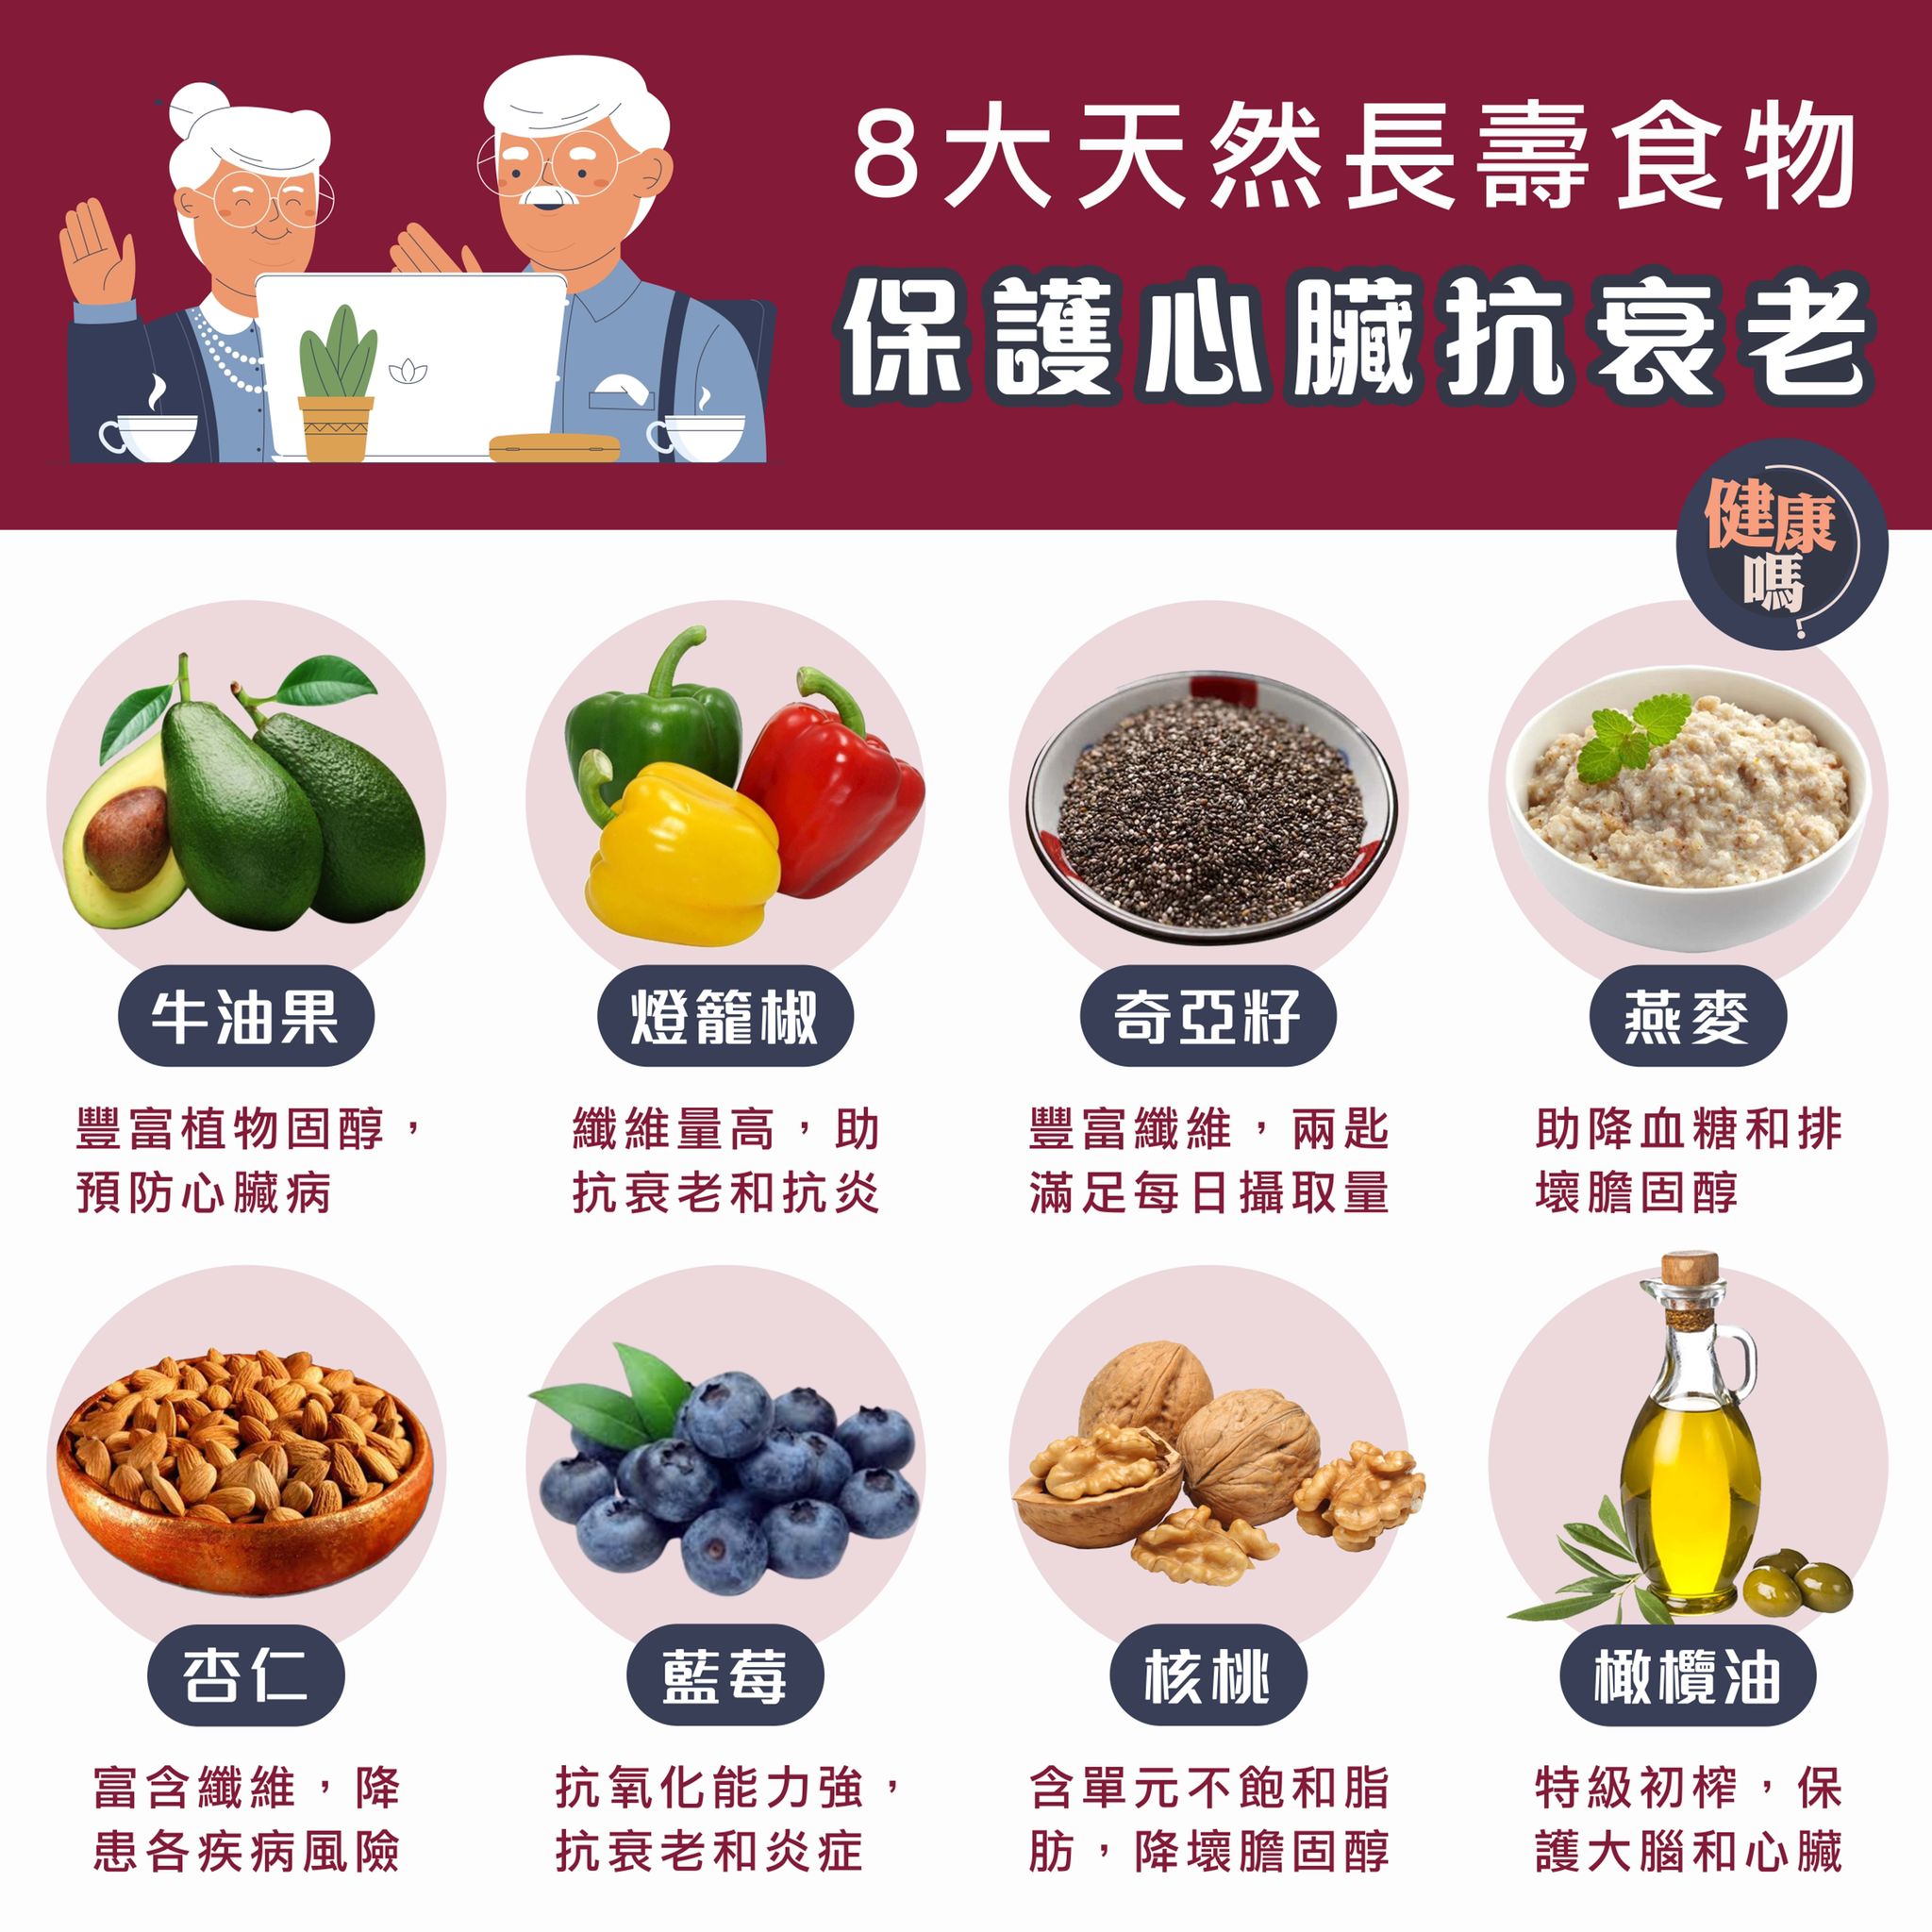 8大天然長壽食物
保護心臟抗衰老
健康
嗎?
牛油果
豐富植物固醇，
預防心臟病
燈籠椒
纖維量高，助
抗衰老和抗炎
奇亞籽
豐富纖維，兩匙
滿足每日攝取量
燕麥
助降血糖和排
壞膽固醇
杏仁
富含纖維，降
患各疾病風險
藍莓
抗氧化能力強，
抗衰老和炎症
核桃
含單元不飽和脂
肪，降壞膽固醇
橄欖油
特級初榨，保
護大腦和心臟